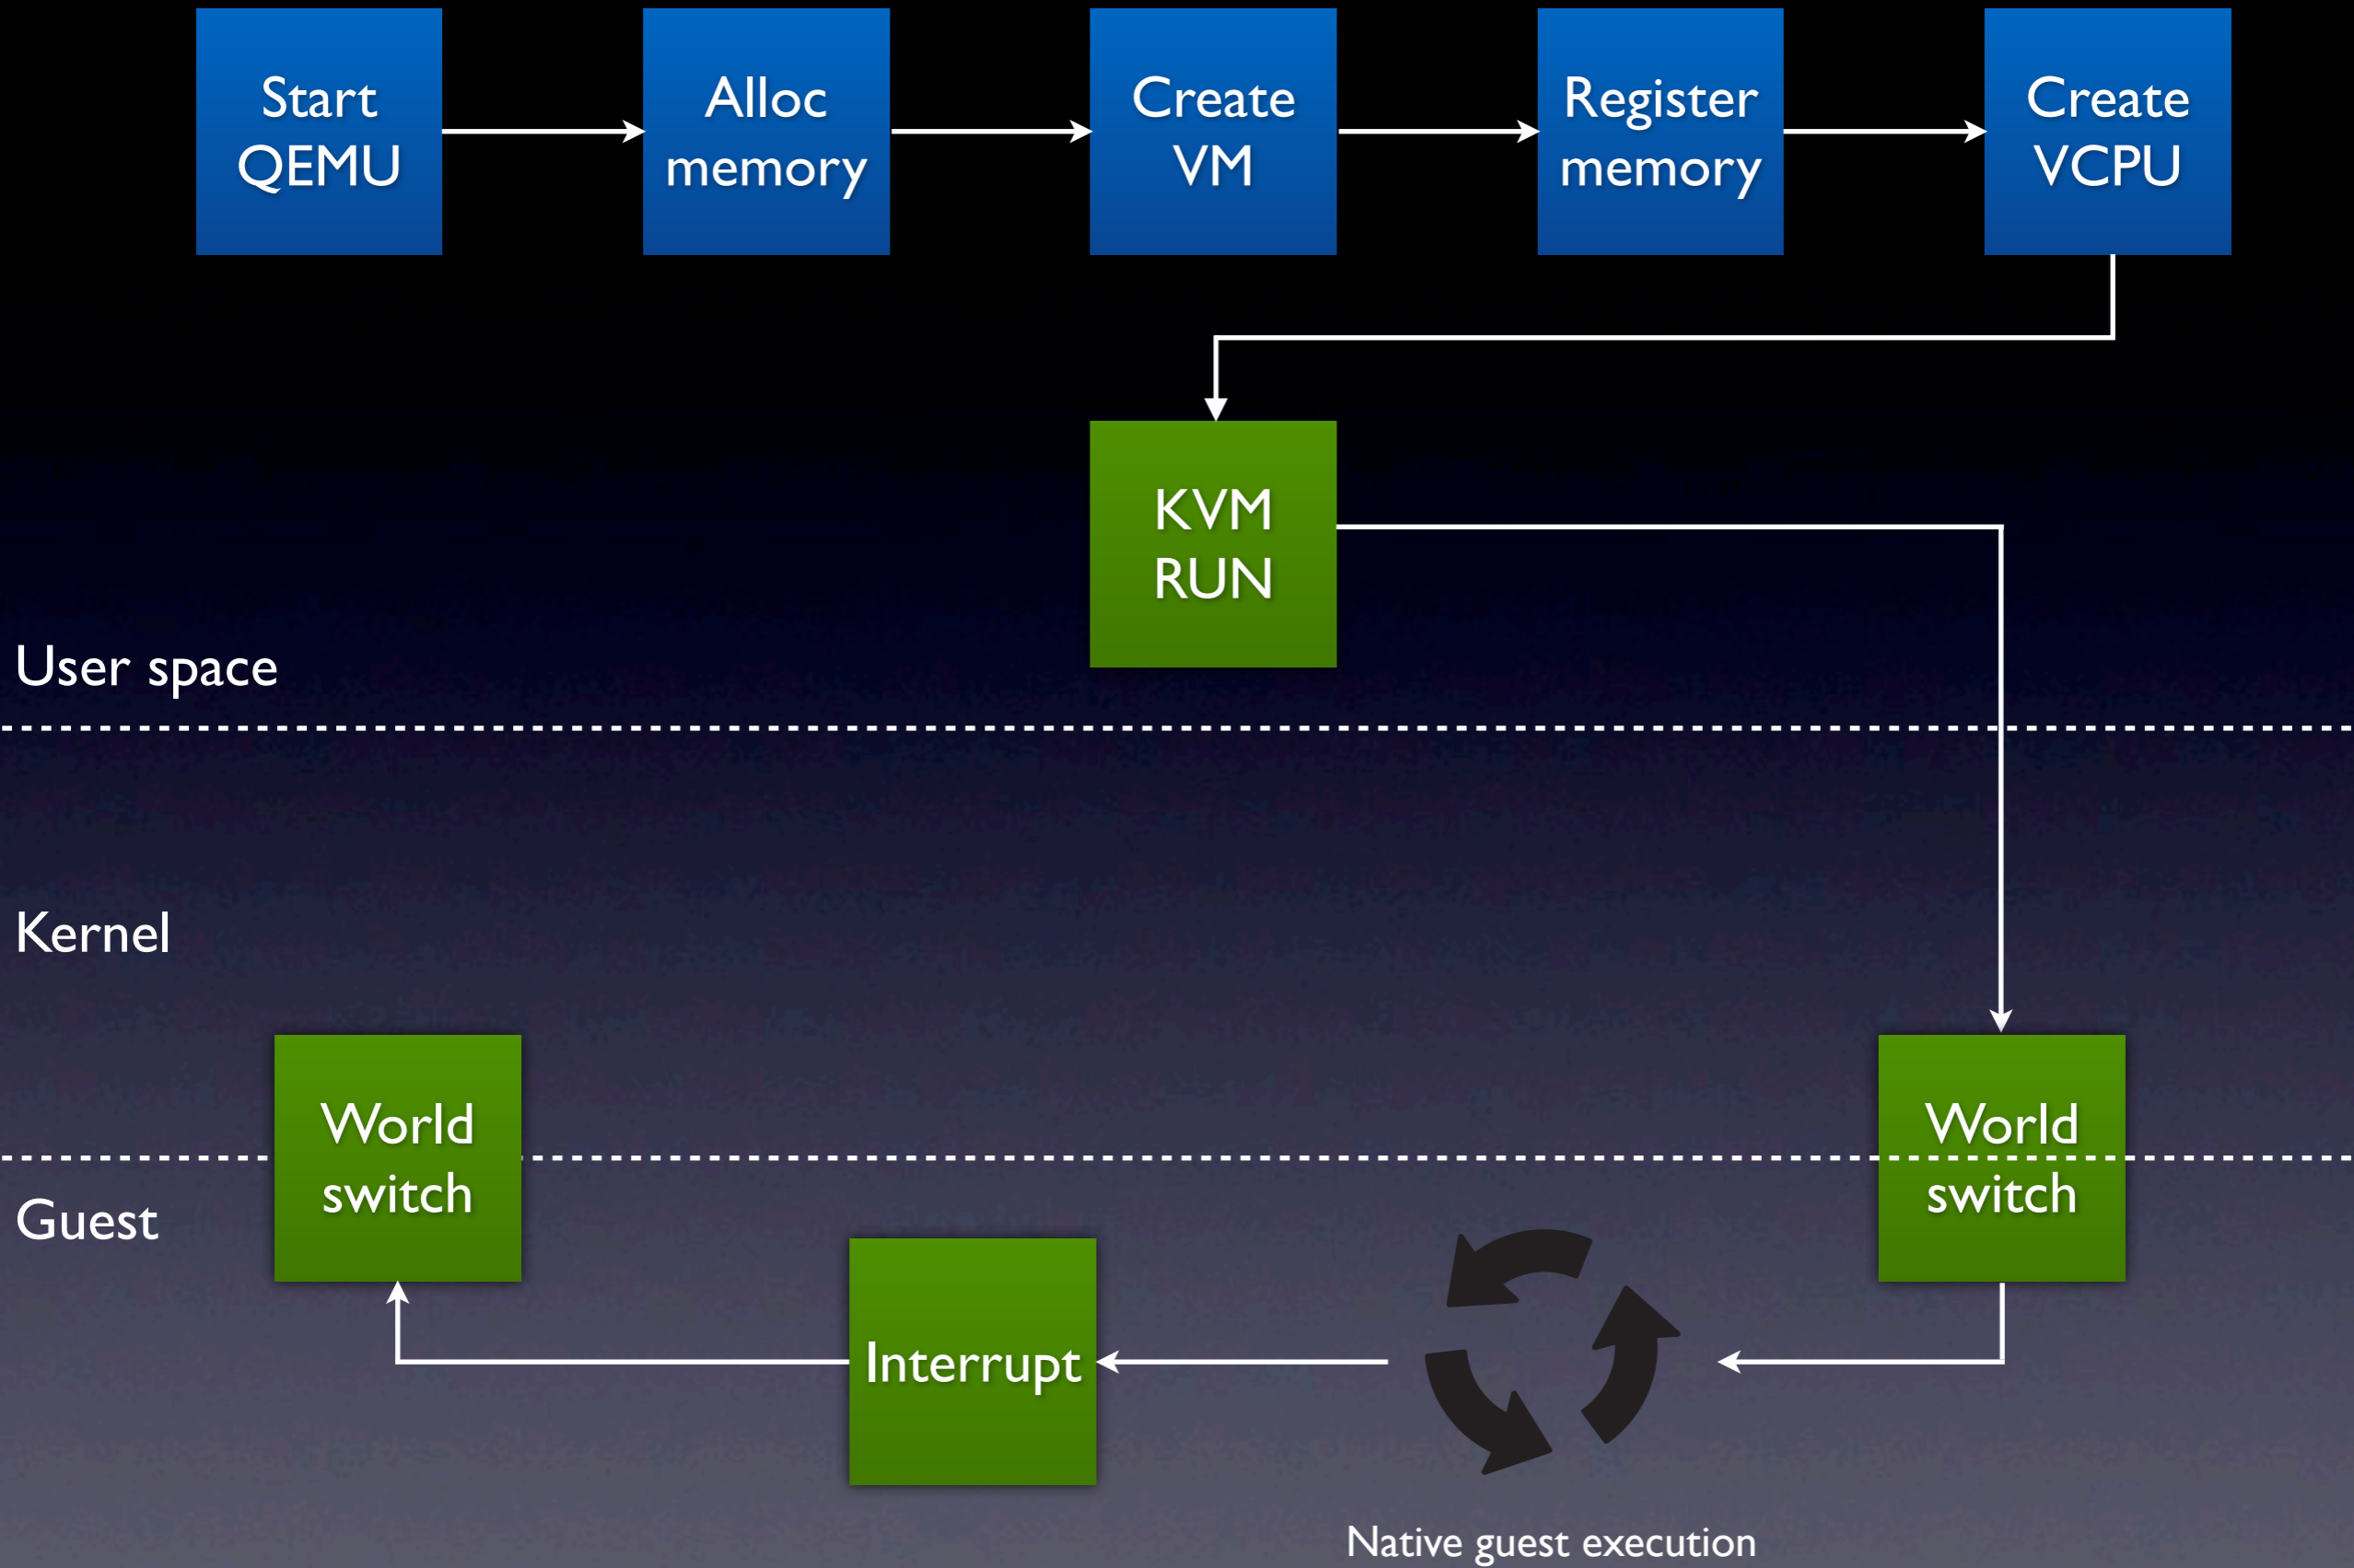 Start
QEMU
Alloc
memory
Create
VM
Register
memory
Create
VCPU
KVM
RUN
User space
Kernel
World
switch
World
switch
Guest
Interrupt
Native guest execution